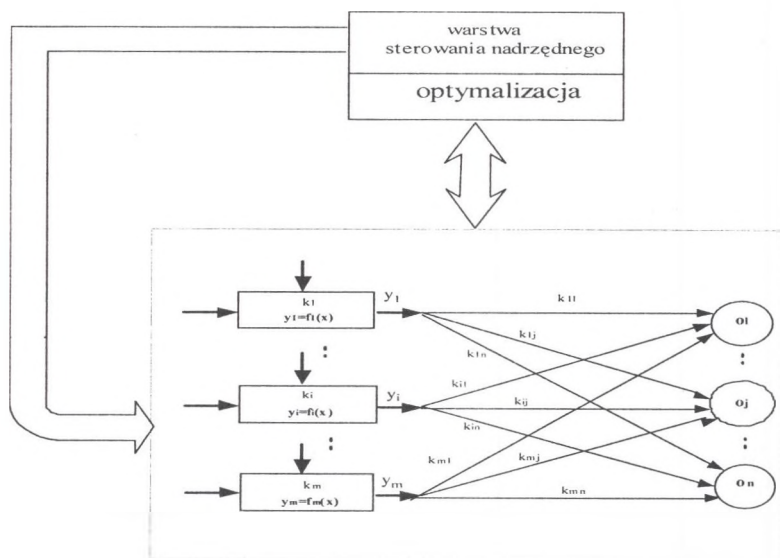 warstwa
sterowania nadrzędnego
optymalizacja
k1
y1=f1(x)
y1
k11
k1j
k1n
o1
ki
yi=fi(x)
yi
ki1
kij
kin
oj
km
ym=fm(x)
ym
km1
kmj
kmn
on